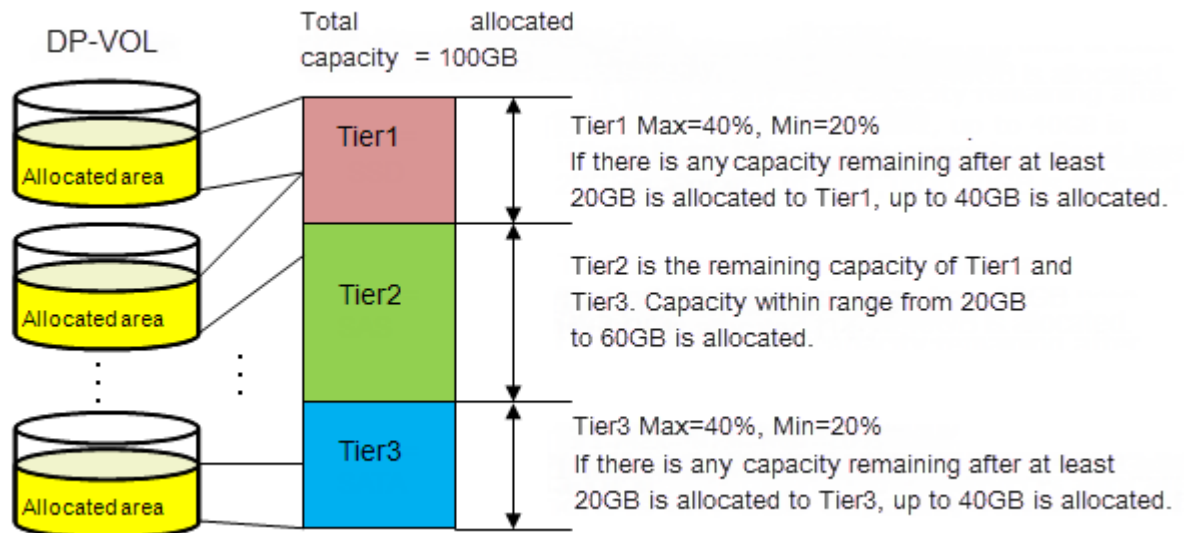 DP-VOL
Total allocated
capacity = 100GB
Allocated area
Allocated area
Allocated area
Tier1
Tier2
Tier3
Tier1 Max=40%, Min=20%
If there is any capacity remaining after at least
20GB is allocated to Tier1, up to 40GB is allocated.
Tier2 is the remaining capacity of Tier1 and
Tier3. Capacity within range from 20GB
to 60GB is allocated.
Tier3 Max=40%, Min=20%
If there is any capacity remaining after at least
20GB is allocated to Tier3, up to 40GB is allocated.